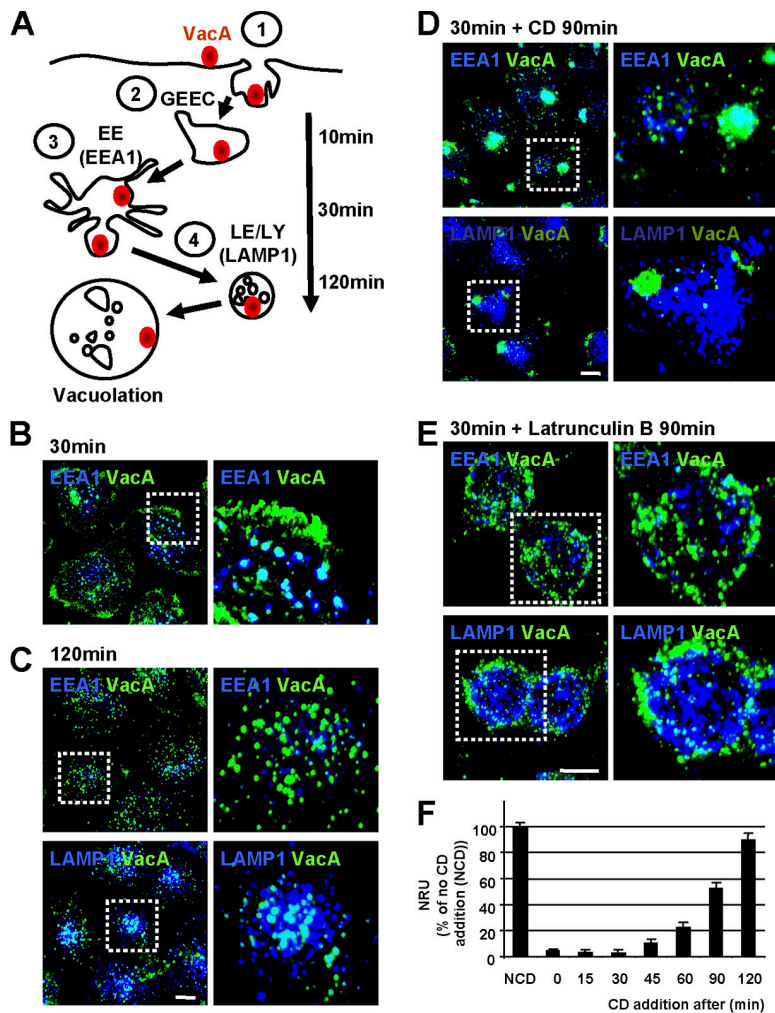 A
VacA
1
2
GEEC
3
EE
(EEA1)
10min
30min
4
LE/LY
(LAMP1)
120min
Vacuolation
B
30min
EEA1 VacA
EEA1 VacA
C
120min
EEA1 VacA
EEA1 VacA
LAMP1 VacA
LAMP1 VacA
D
30min + CD 90min
EEA1 VacA
EEA1 VacA
LAMP1 VacA
LAMP1 VacA
E
30min + Latrunculin B 90min
EEA1 VacA
EEA1 VacA
LAMP1 VacA
LAMP1 VacA
F
NRU
(% of no CD
addition (NCD))
100
80
60
40
20
0
NCD 0 15 30 45 60 90 120
CD addition after (min)